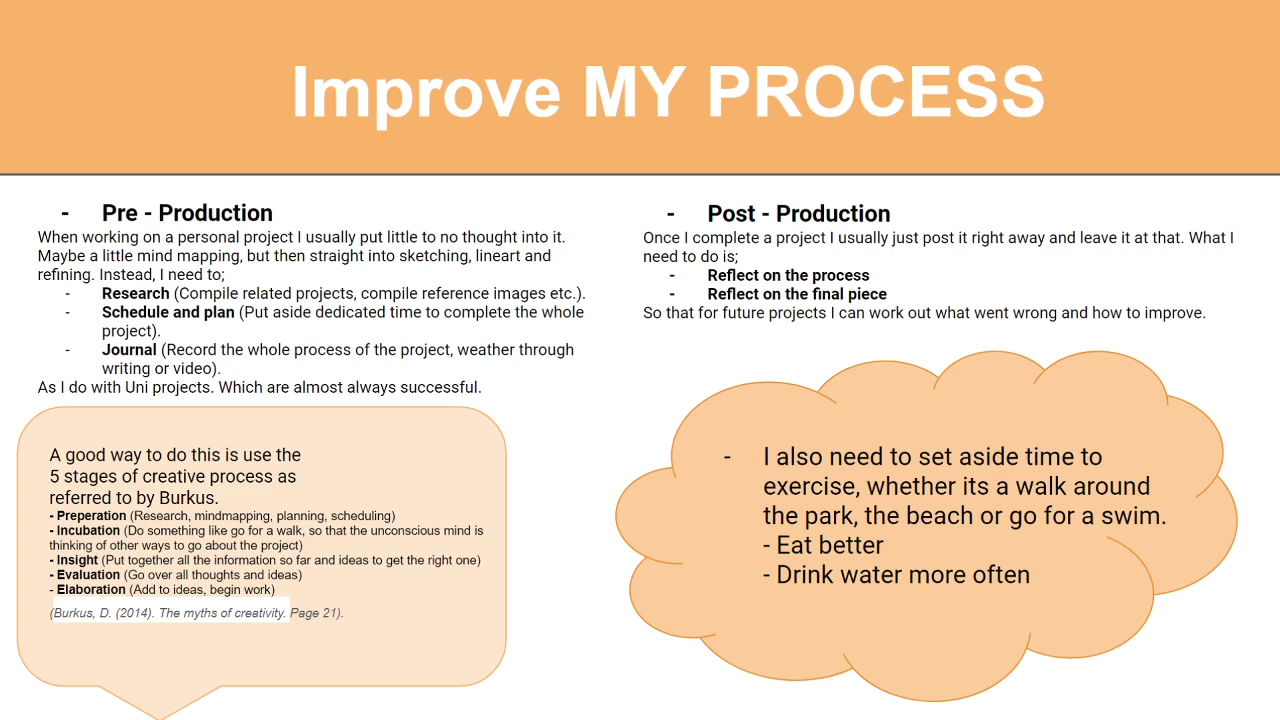 Improve MY PROCESS
- Pre - Production
When working on a personal project I usually put little to no thought into it.
Maybe a little mind mapping, but then straight into sketching, lineart and
refining. Instead, I need to;
- Research (Compile related projects, compile reference images etc.).
- Schedule and plan (Put aside dedicated time to complete the whole
project).
- Journal (Record the whole process of the project, weather through
writing or video).
As I do with Uni projects. Which are almost always successful.
A good way to do this is use the
5 stages of creative process as
referred to by Burkus.
- Preperation (Research, mindmapping, planning, scheduling)
- Incubation (Do something like go for a walk, so that the unconscious mind is
thinking of other ways to go about the project)
- Insight (Put together all the information so far and ideas to get the right one)
- Evaluation (Go over all thoughts and ideas)
- Elaboration (Add to ideas, begin work)
(Burkus, D. (2014). The myths of creativity. Page 21).
- Post - Production
Once I complete a project I usually just post it right away and leave it at that. What I
need to do is;
- Reflect on the process
- Reflect on the final piece
So that for future projects I can work out what went wrong and how to improve.
- I also need to set aside time to
exercise, whether its a walk around
the park, the beach or go for a swim.
- Eat better
- Drink water more often